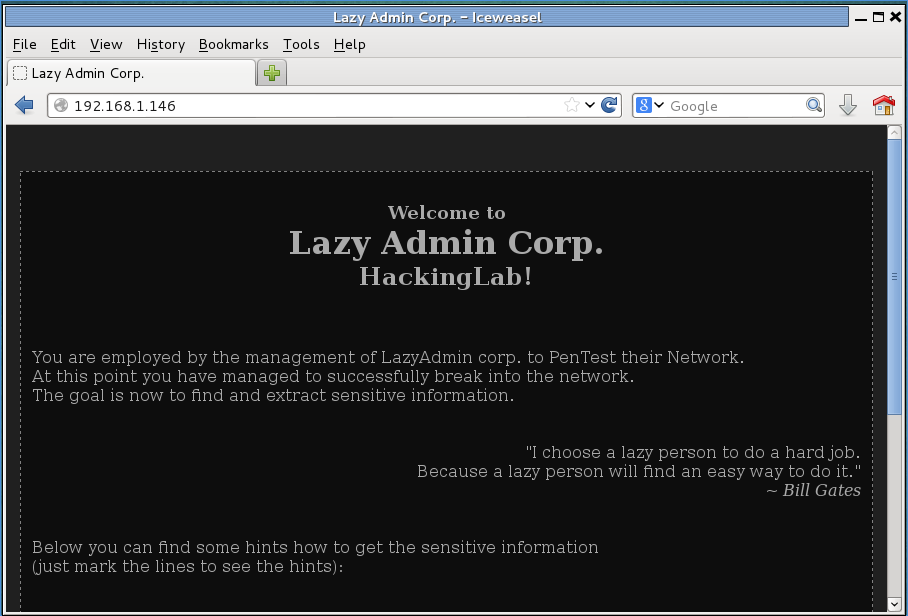 Lazy Admin Corp. - Iceweasel
File Edit View History Bookmarks Tools Help
Lazy Admin Corp.
192.168.1.146
8 Google
Welcome to
Lazy Admin Corp.
HackingLab!
You are employed by the management of LazyAdmin corp. to PenTest their Network.
At this point you have managed to successfully break into the network.
The goal is now to find and extract sensitive information.
"I choose a lazy person to do a hard job.
Because a lazy person will find an easy way to do it."
~ Bill Gates
Below you can find some hints how to get the sensitive information
(just mark the lines to see the hints):